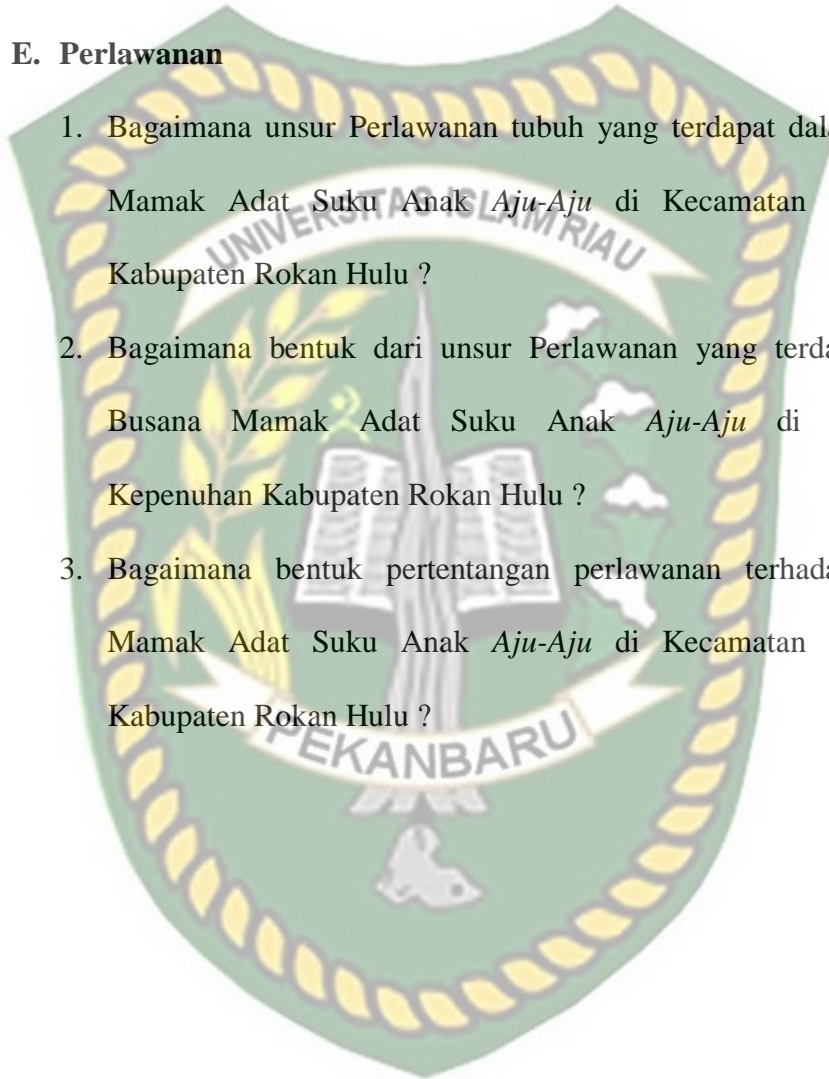 E. Perlawanan
1. Bagaimana unsur Perlawanan tubuh yang terdapat
UNIVERSITAS ISLAM RIAU
Mamak Adat Suku Anak Aju-Aju di Kecamatan
Kabupaten Rokan Hulu ?
2. Bagaimana bentuk dari unsur Perlawanan yang
Busana Mamak Adat Suku Anak Aju-Aju di
Kepenuhan Kabupaten Rokan Hulu ?
3. Bagaimana bentuk pertentangan perlawanan
Mamak Adat Suku Anak Aju-Aju di Kecamatan
Kabupaten Rokan Hulu ?
PEKANBARU